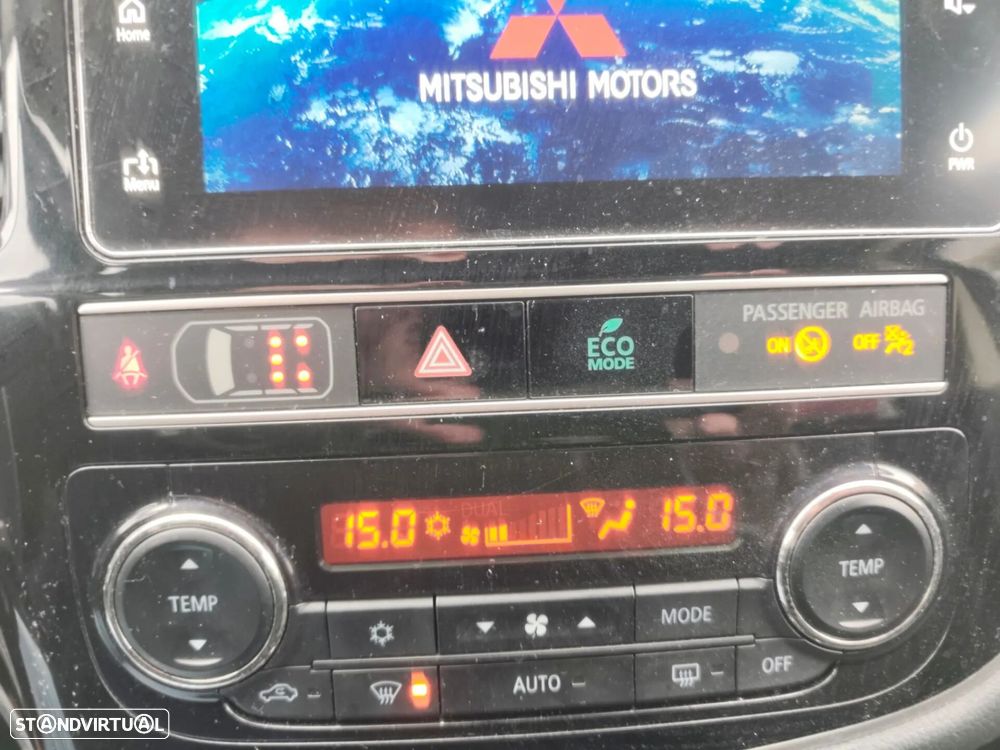 Home
MITSUBISHI MOTORS
Menu
PWR
PASSENGER AIRBAG
ON OFF 2
ECO
MODE
DUAL
15.0 15.0
TEMP
TEMP
MODE
AUTO
OFF
STANDVIRTUAL